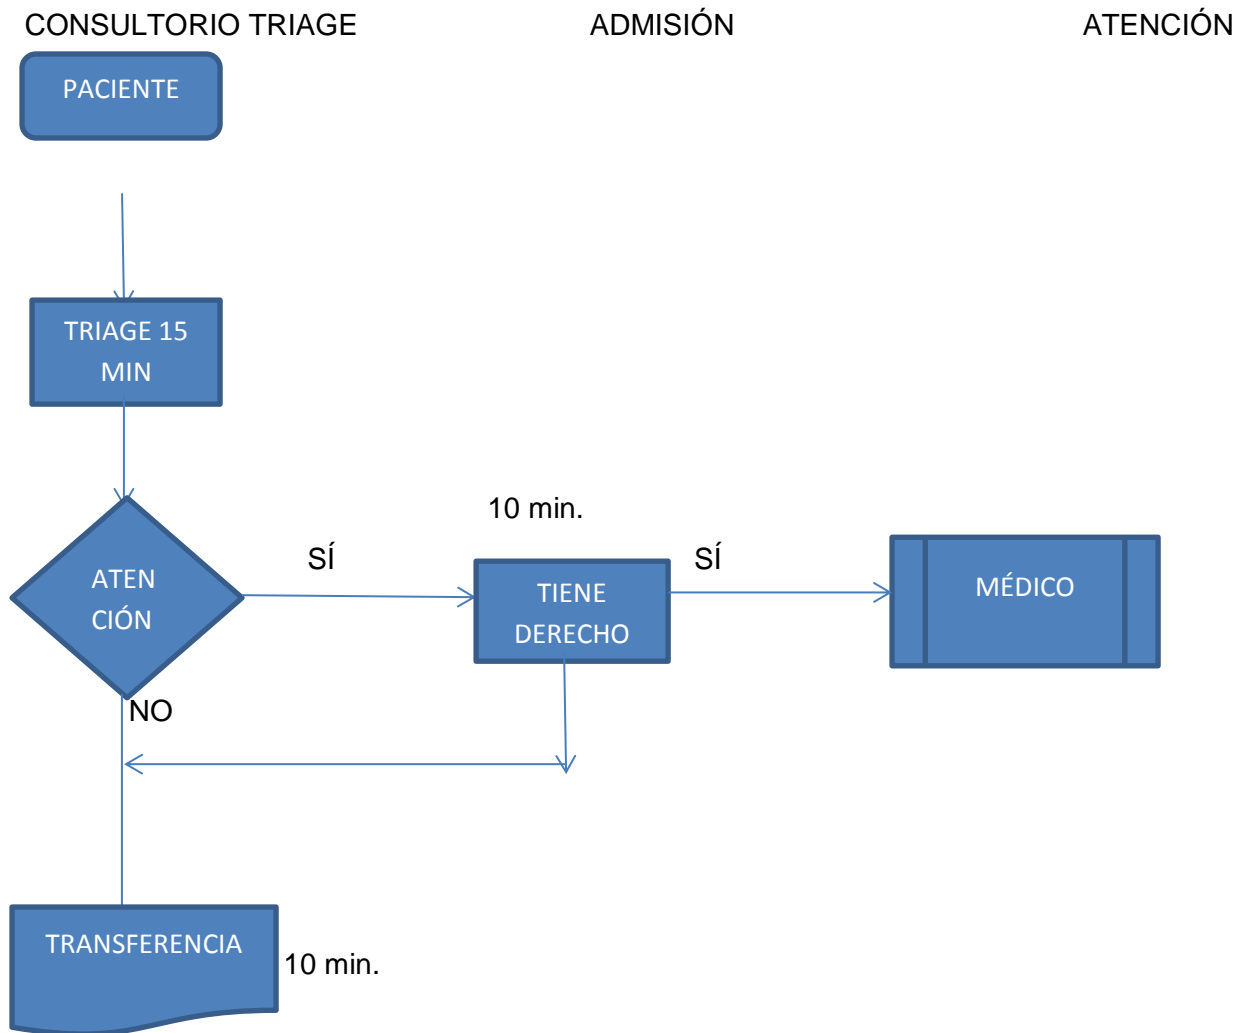 CONSULTORIO TRIAGE ADMISIÓN ATENCIÓN
PACIENTE
TRIAGE 15
MIN
10 min.
SÍ
SÍ
ATEN
CIÓN
TIENE
DERECHO
MÉDICO
NO
TRANSFERENCIA
10 min.